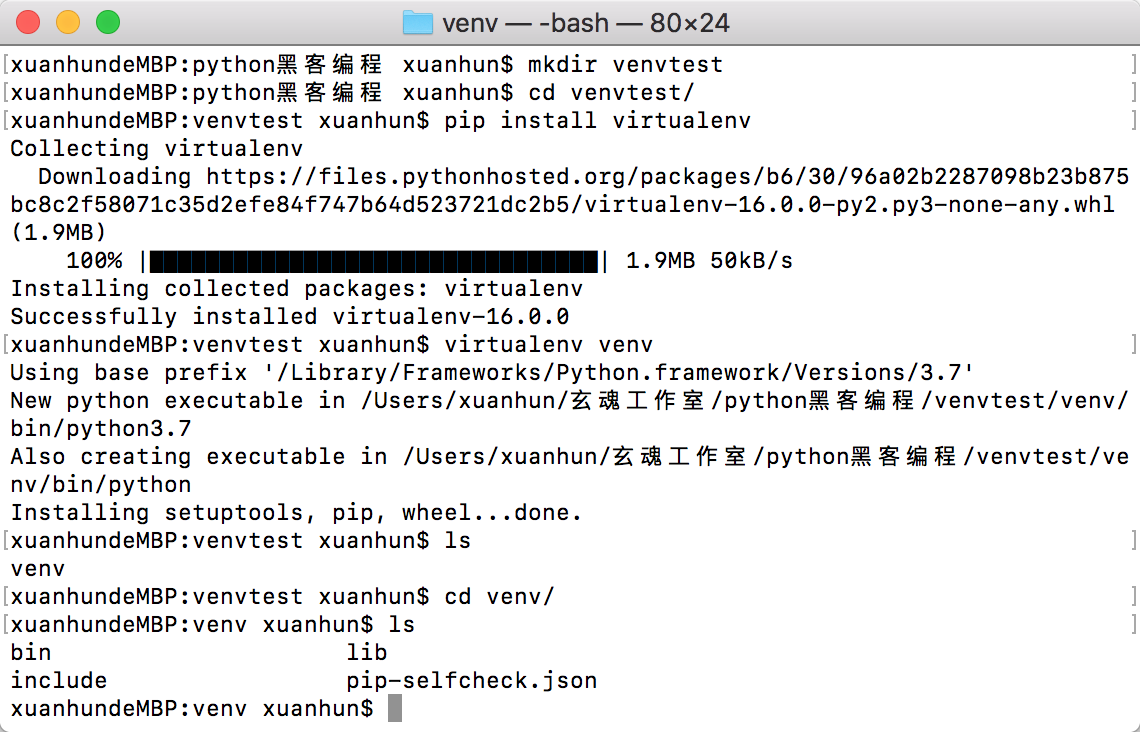 venv — -bash — 80×24
[xuanhundeMBP:python黑客编程 xuanhun$ mkdir venvtest ]
[xuanhundeMBP:python黑客编程 xuanhun$ cd venvtest/ ]
[xuanhundeMBP:venvtest xuanhun$ pip install virtualenv ]
Collecting virtualenv
  Downloading https://files.pythonhosted.org/packages/b6/30/96a02b2287098b23b875
bc8c2f58071c35d2efe84f747b64d523721dc2b5/virtualenv-16.0.0-py2.py3-none-any.whl
(1.9MB)
    100% |████████████████████████████████| 1.9MB 50kB/s
Installing collected packages: virtualenv
Successfully installed virtualenv-16.0.0
[xuanhundeMBP:venvtest xuanhun$ virtualenv venv ]
Using base prefix '/Library/Frameworks/Python.framework/Versions/3.7'
New python executable in /Users/xuanhun/玄魂工作室/python黑客编程/venvtest/venv/
bin/python3.7
Also creating executable in /Users/xuanhun/玄魂工作室/python黑客编程/venvtest/ve
nv/bin/python
Installing setuptools, pip, wheel...done.
[xuanhundeMBP:venvtest xuanhun$ ls ]
venv
[xuanhundeMBP:venvtest xuanhun$ cd venv/ ]
[xuanhundeMBP:venv xuanhun$ ls ]
bin                     lib
include                 pip-selfcheck.json
xuanhundeMBP:venv xuanhun$